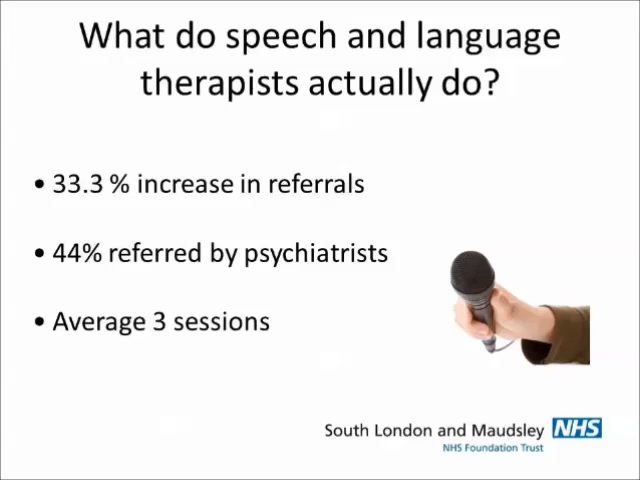 What do speech and language
therapists actually do?
• 33.3 % increase in referrals
• 44% referred by psychiatrists
• Average 3 sessions
South London and Maudsley NHS
NHS Foundation Trust